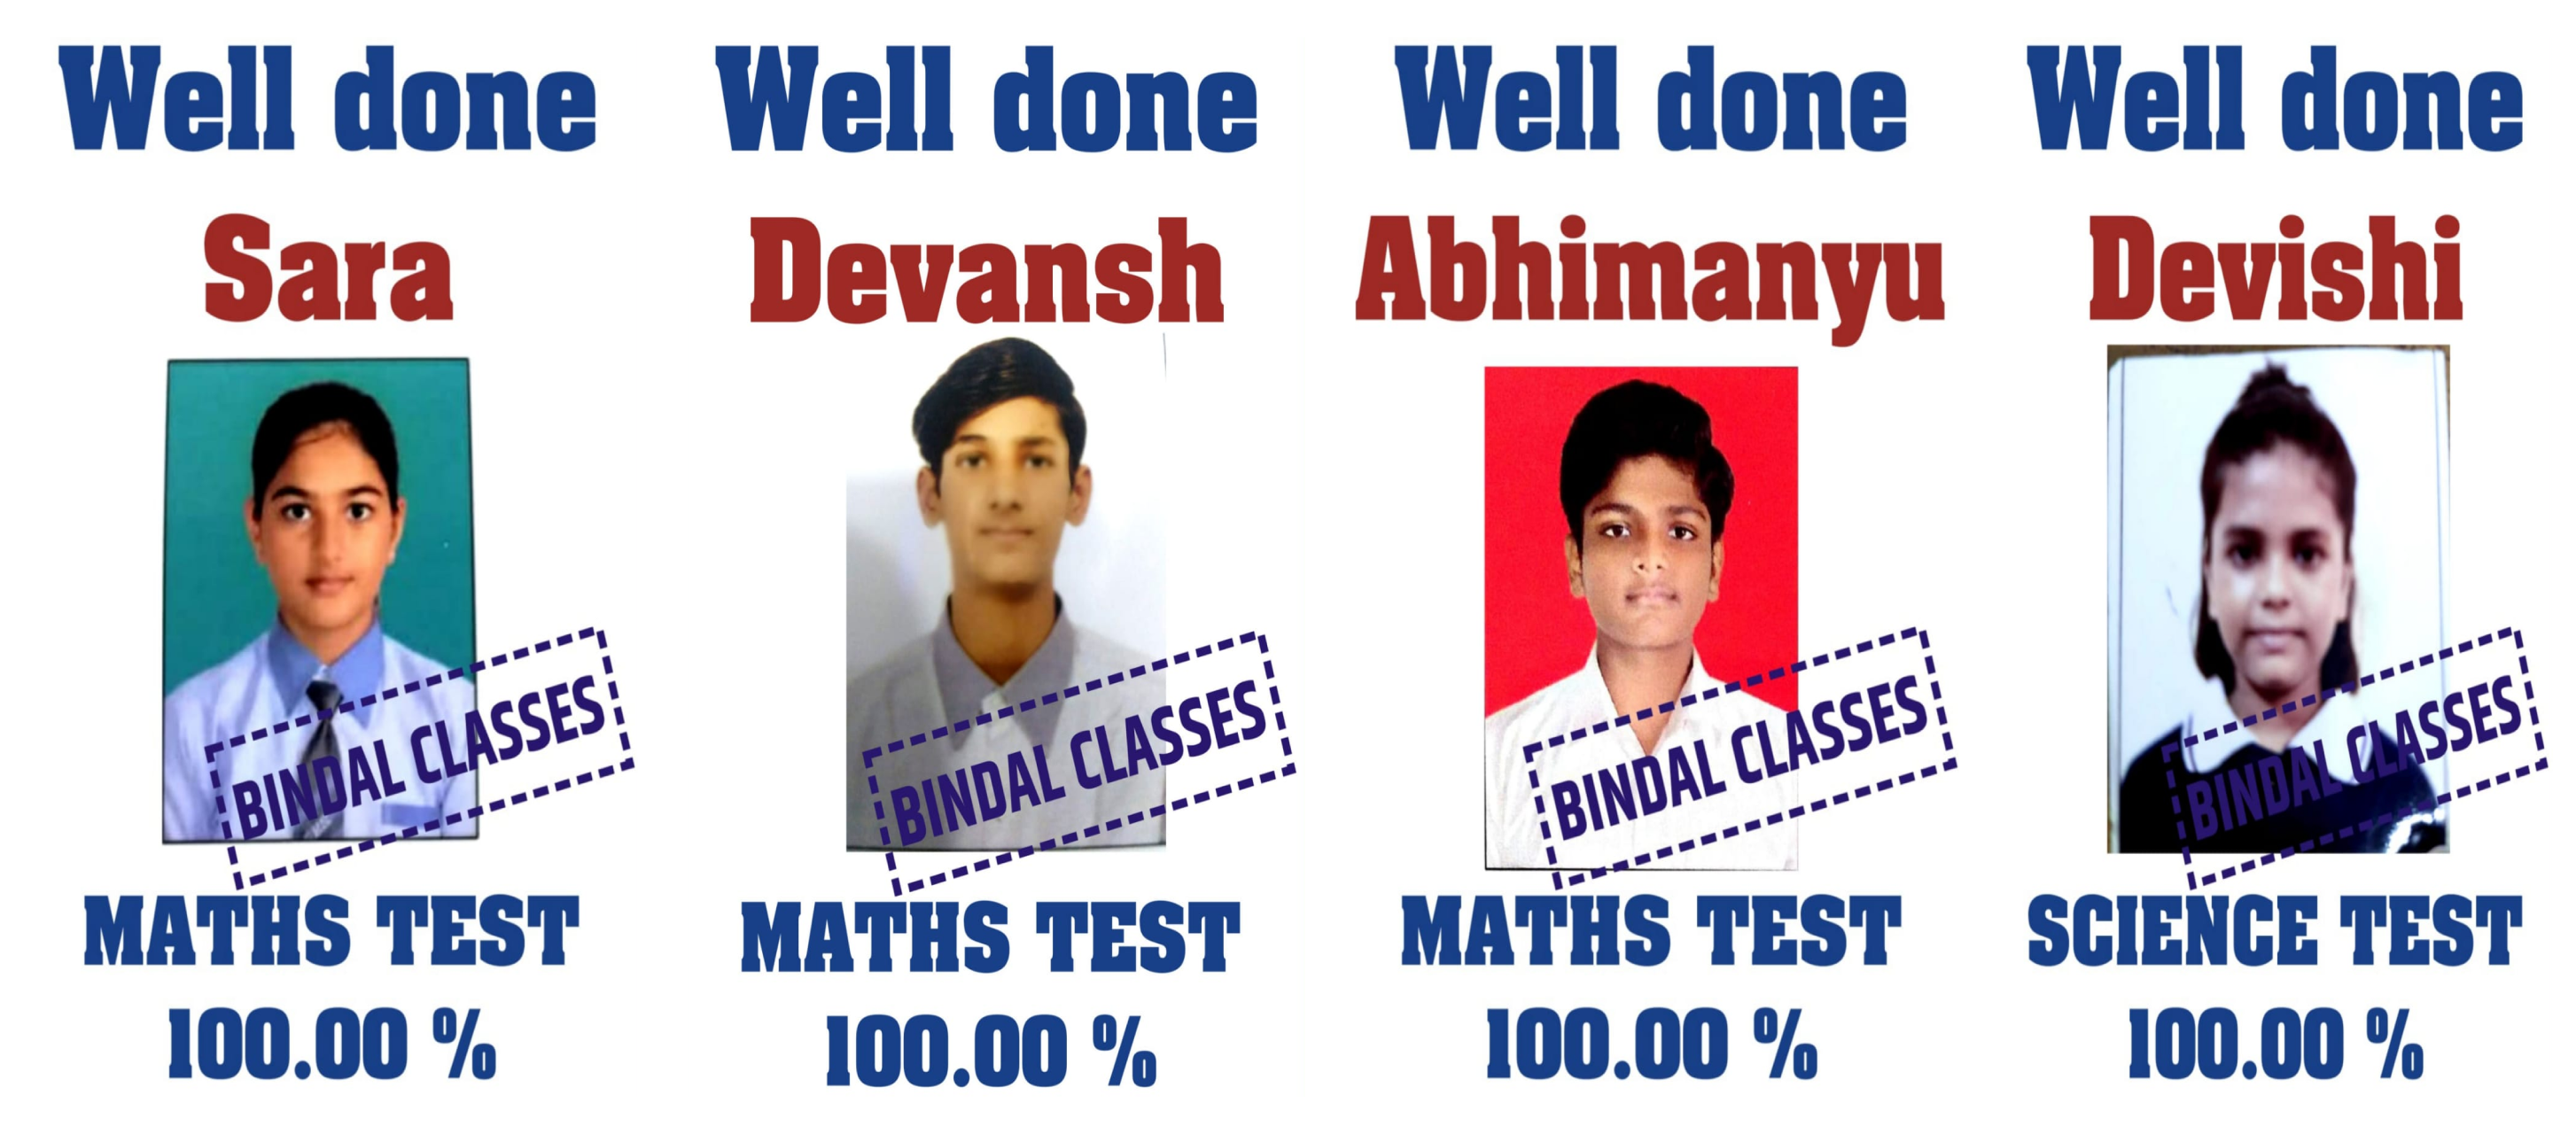 Well done
Sara
BINDAL CLASSES
MATHS TEST
100.00 %
Well done
Devansh
BINDAL CLASSES
MATHS TEST
100.00 %
Well done
Abhimanyu
BINDAL CLASSES
MATHS TEST
100.00 %
Well done
Devishi
BINDAL CLASSES
SCIENCE TEST
100.00 %